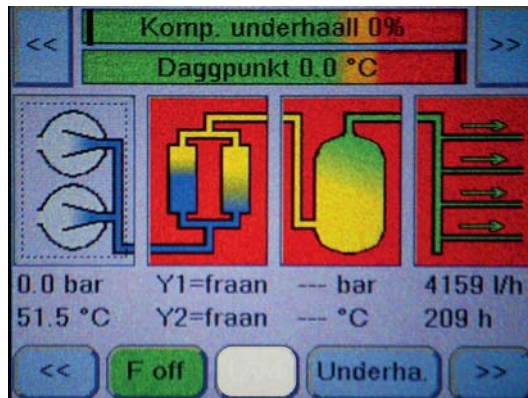 << Komp. underhaall 0% >>
Daggpunkt 0.0 °C
0.0 bar Y1=fraan --- bar 4159 l/h
51.5 °C Y2=fraan --- °C 209 h
<< F off Underha. >>